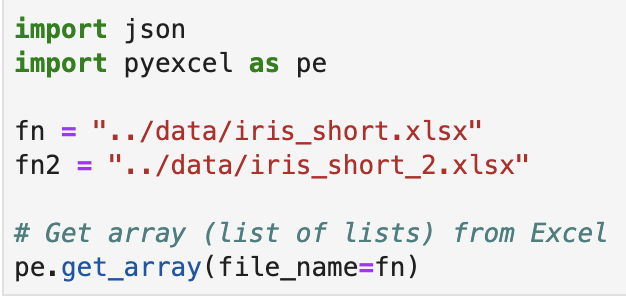 import json
import pyexcel as pe
fn = "../data/iris_short.xlsx"
fn2 = "../data/iris_short_2.xlsx"
# Get array (list of lists) from Excel
pe.get_array(file_name=fn)